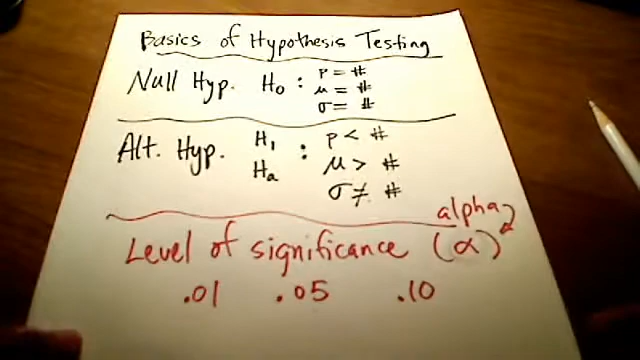 Basics of Hypothesis Testing
Null Hyp. H₀ : p = #
μ = #
σ = #
Alt. Hyp. H₁ : p < #
Hₐ μ > #
σ ≠ #
alpha
Level of significance (α)
.01 .05 .10